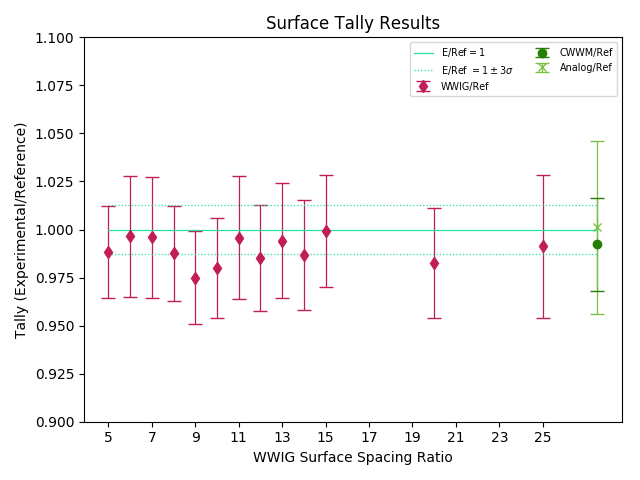 Surface Tally Results
E/Ref = 1
E/Ref = 1 ± 3σ
WWIG/Ref
CWWM/Ref
Analog/Ref
Tally (Experimental/Reference)
1.100
1.075
1.050
1.025
1.000
0.975
0.950
0.925
0.900
5 7 9 11 13 15 17 19 21 23 25
WWIG Surface Spacing Ratio